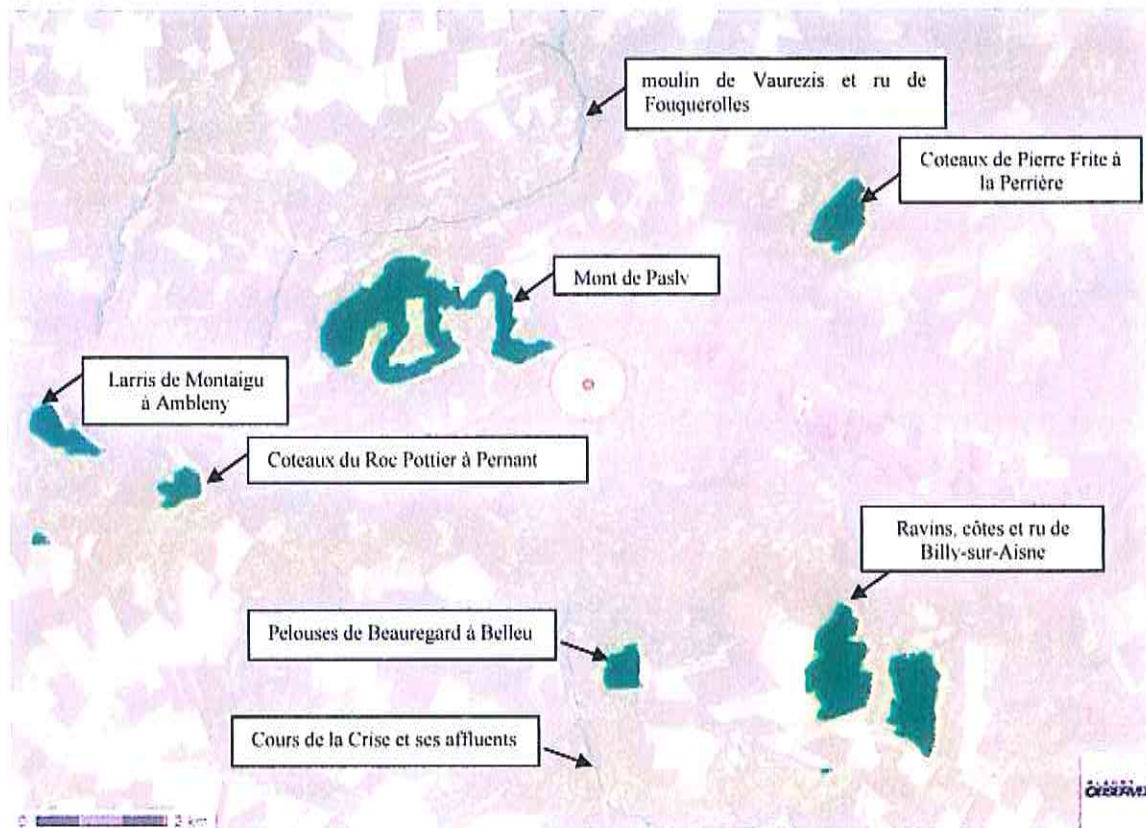 moulin de Vaurezis et ru de
Fouquerolles
Coteaux de Pierre Frite à
la Perrière
Mont de Pasly
Larris de Montaigu
à Ambleny
Coteaux du Roc Pottier à Pernant
Ravins, côtes et ru de
Billy-sur-Aisne
Pelouses de Beauregard à Belleu
Cours de la Crise et ses affluents
0 2 km